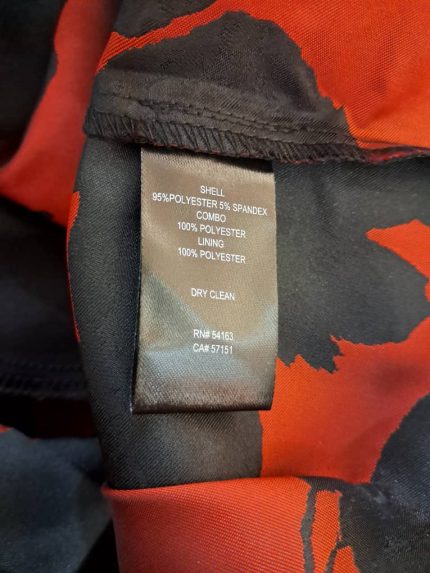 SHELL
95%POLYESTER 5% SPANDEX
COMBO
100% POLYESTER
LINING
100% POLYESTER
DRY CLEAN
RN# 54163
CA# 57151